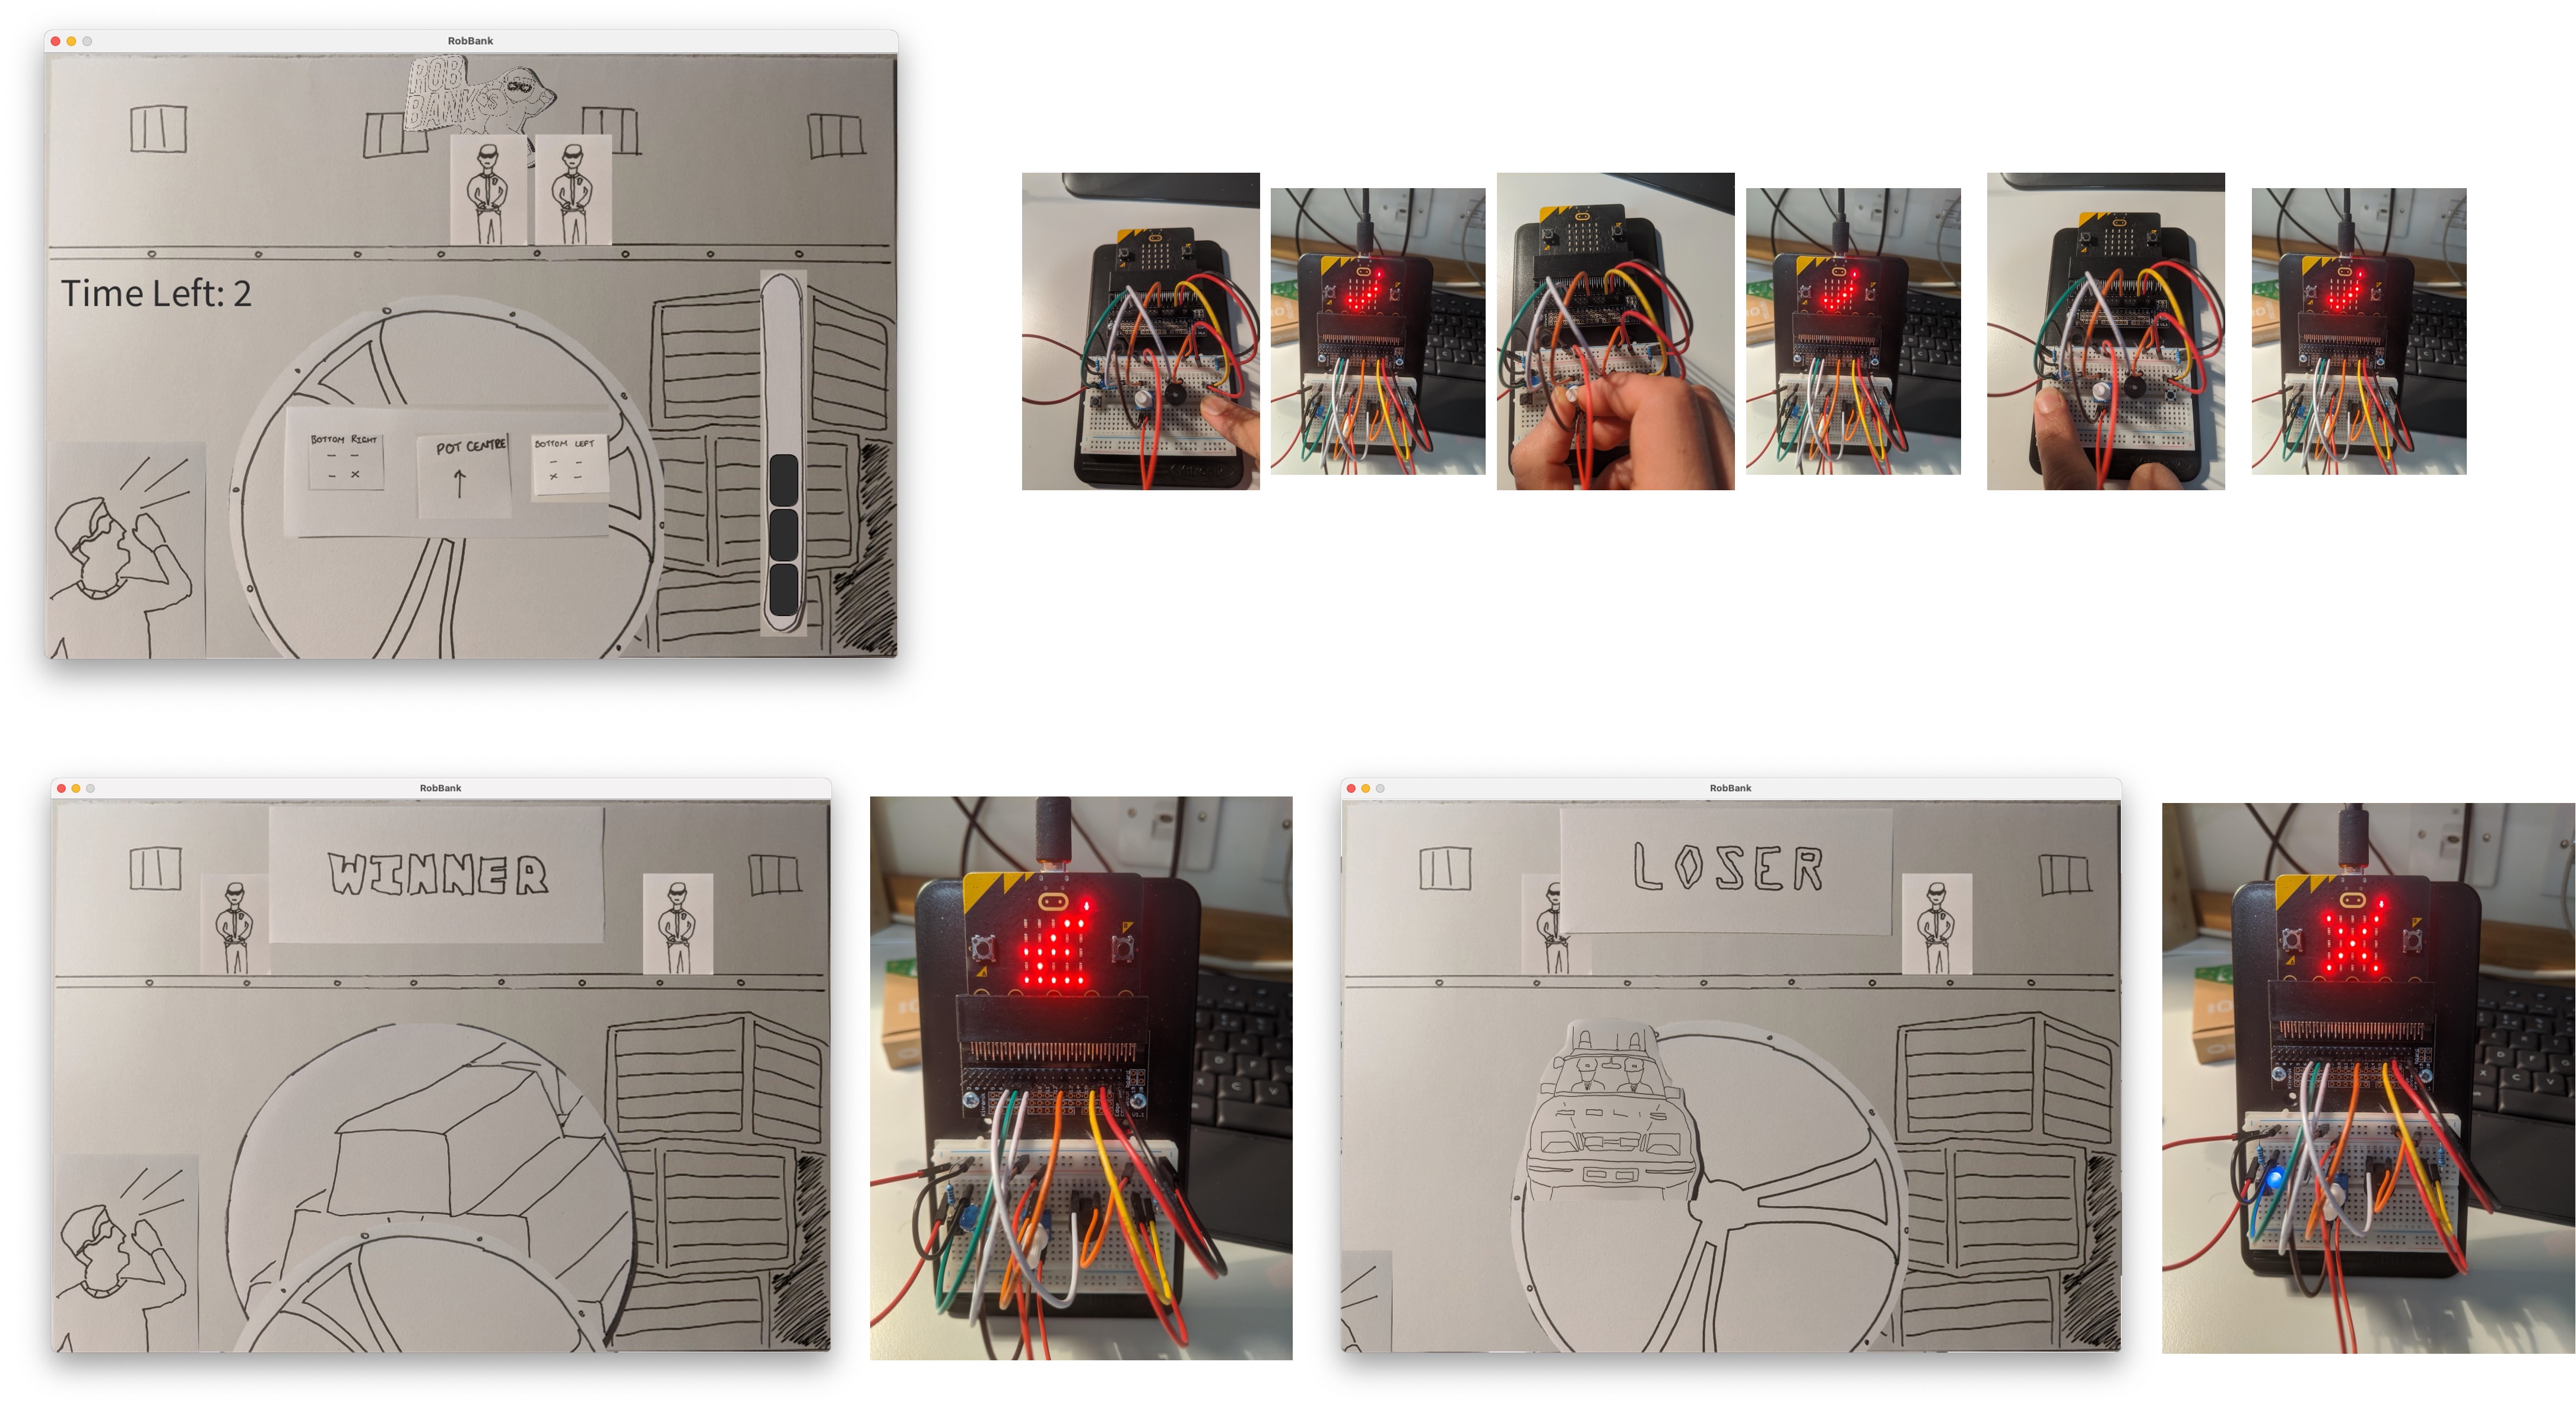 RobBank
ROB
BANKS
Time Left: 2
BOTTOM RIGHT
POT CENTRE
BOTTOM LEFT
RobBank
WINNER
RobBank
LOSER